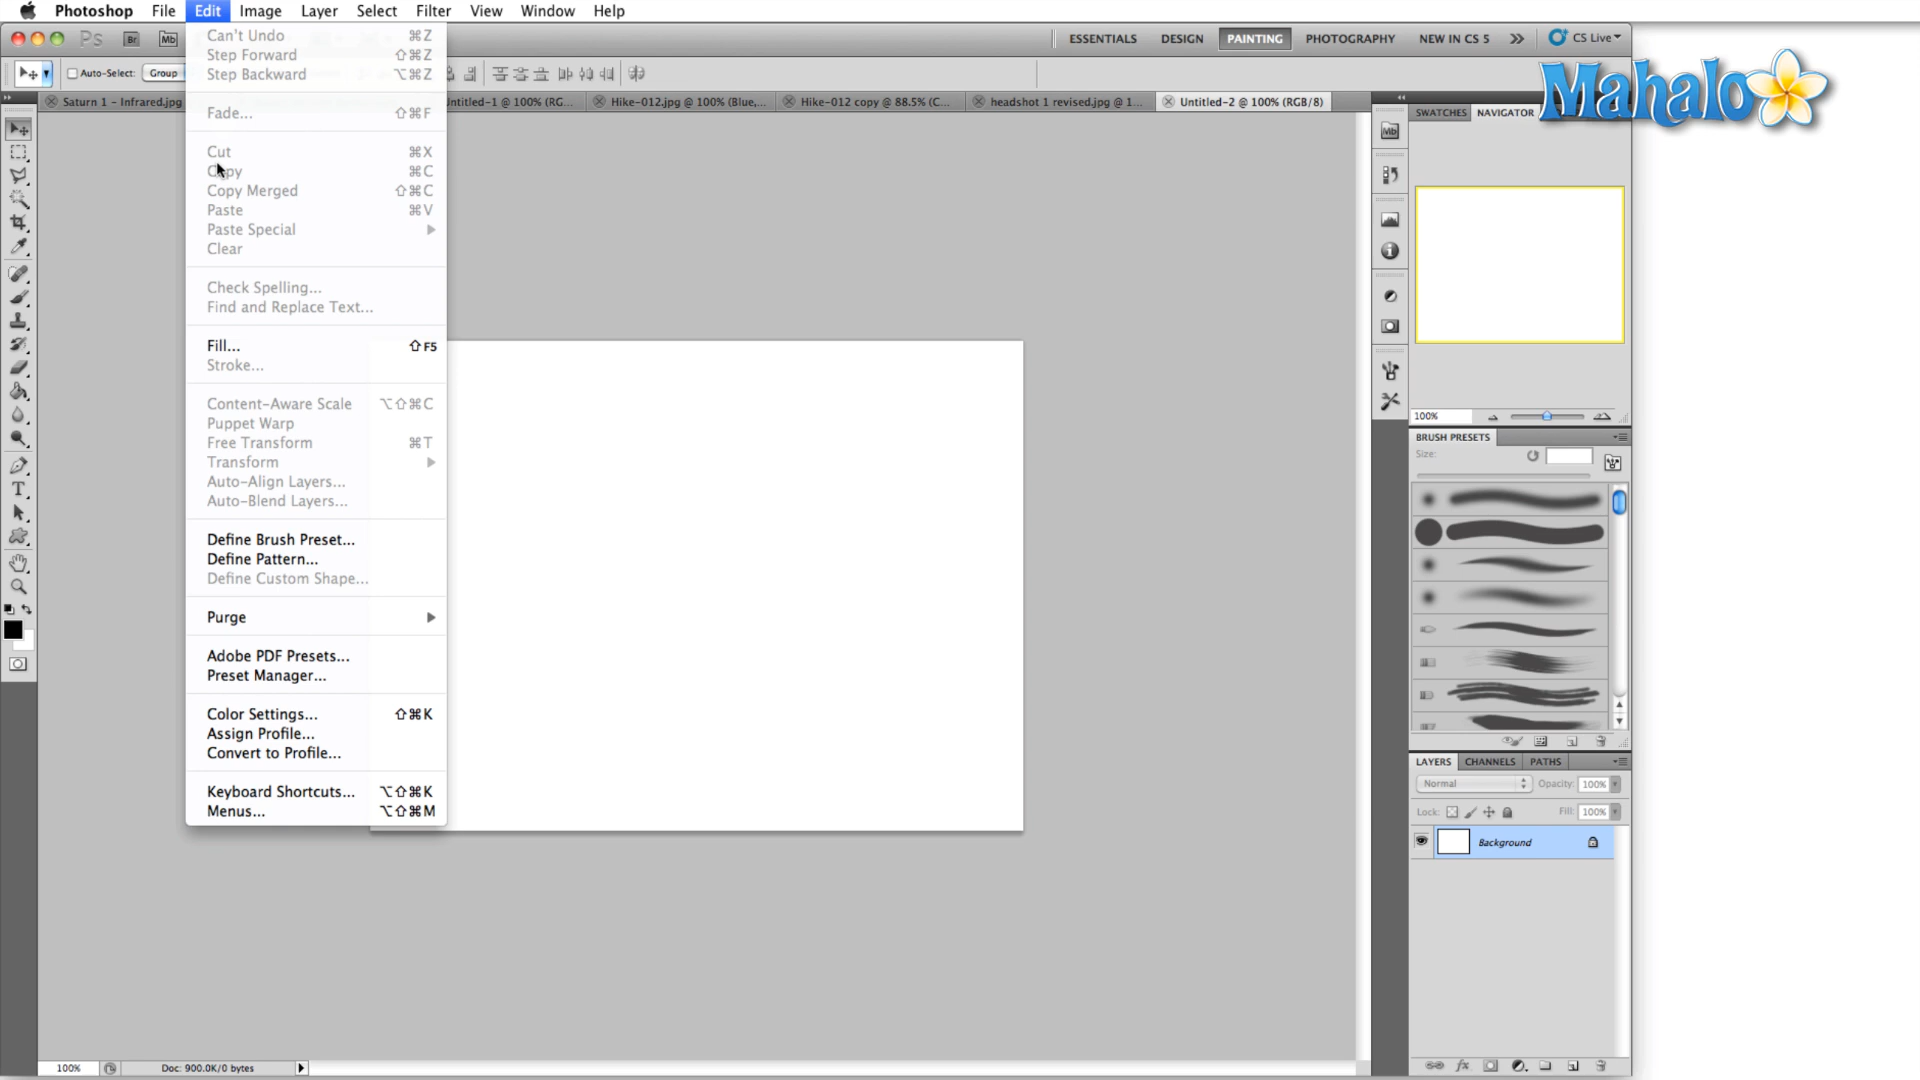 Photoshop File Edit Image Layer Select Filter View Window Help
Ps Br Mb ESSENTIALS DESIGN PAINTING PHOTOGRAPHY NEW IN CS 5 CS Live
Auto-Select: Group
Saturn 1 - Infrared.jpg Untitled-1 @ 100% (RG... Hike-012.jpg @ 100% (Blue,... Hike-012 copy @ 88.5% (C... headshot 1 revised.jpg @ 1... Untitled-2 @ 100% (RGB/8)
Mahalo
Can't Undo ⌘Z
Step Forward ⇧⌘Z
Step Backward ⌥⌘Z
Fade... ⇧⌘F
Cut ⌘X
Copy ⌘C
Copy Merged ⇧⌘C
Paste ⌘V
Paste Special
Clear
Check Spelling...
Find and Replace Text...
Fill... ⇧F5
Stroke...
Content-Aware Scale ⌥⇧⌘C
Puppet Warp
Free Transform ⌘T
Transform
Auto-Align Layers...
Auto-Blend Layers...
Define Brush Preset...
Define Pattern...
Define Custom Shape...
Purge
Adobe PDF Presets...
Preset Manager...
Color Settings... ⇧⌘K
Assign Profile...
Convert to Profile...
Keyboard Shortcuts... ⌥⇧⌘K
Menus... ⌥⇧⌘M
T
Mb
SWATCHES NAVIGATOR
100%
BRUSH PRESETS
Size:
LAYERS CHANNELS PATHS
Normal Opacity: 100%
Lock: Fill: 100%
Background
fx
100% Doc: 900.0K/0 bytes